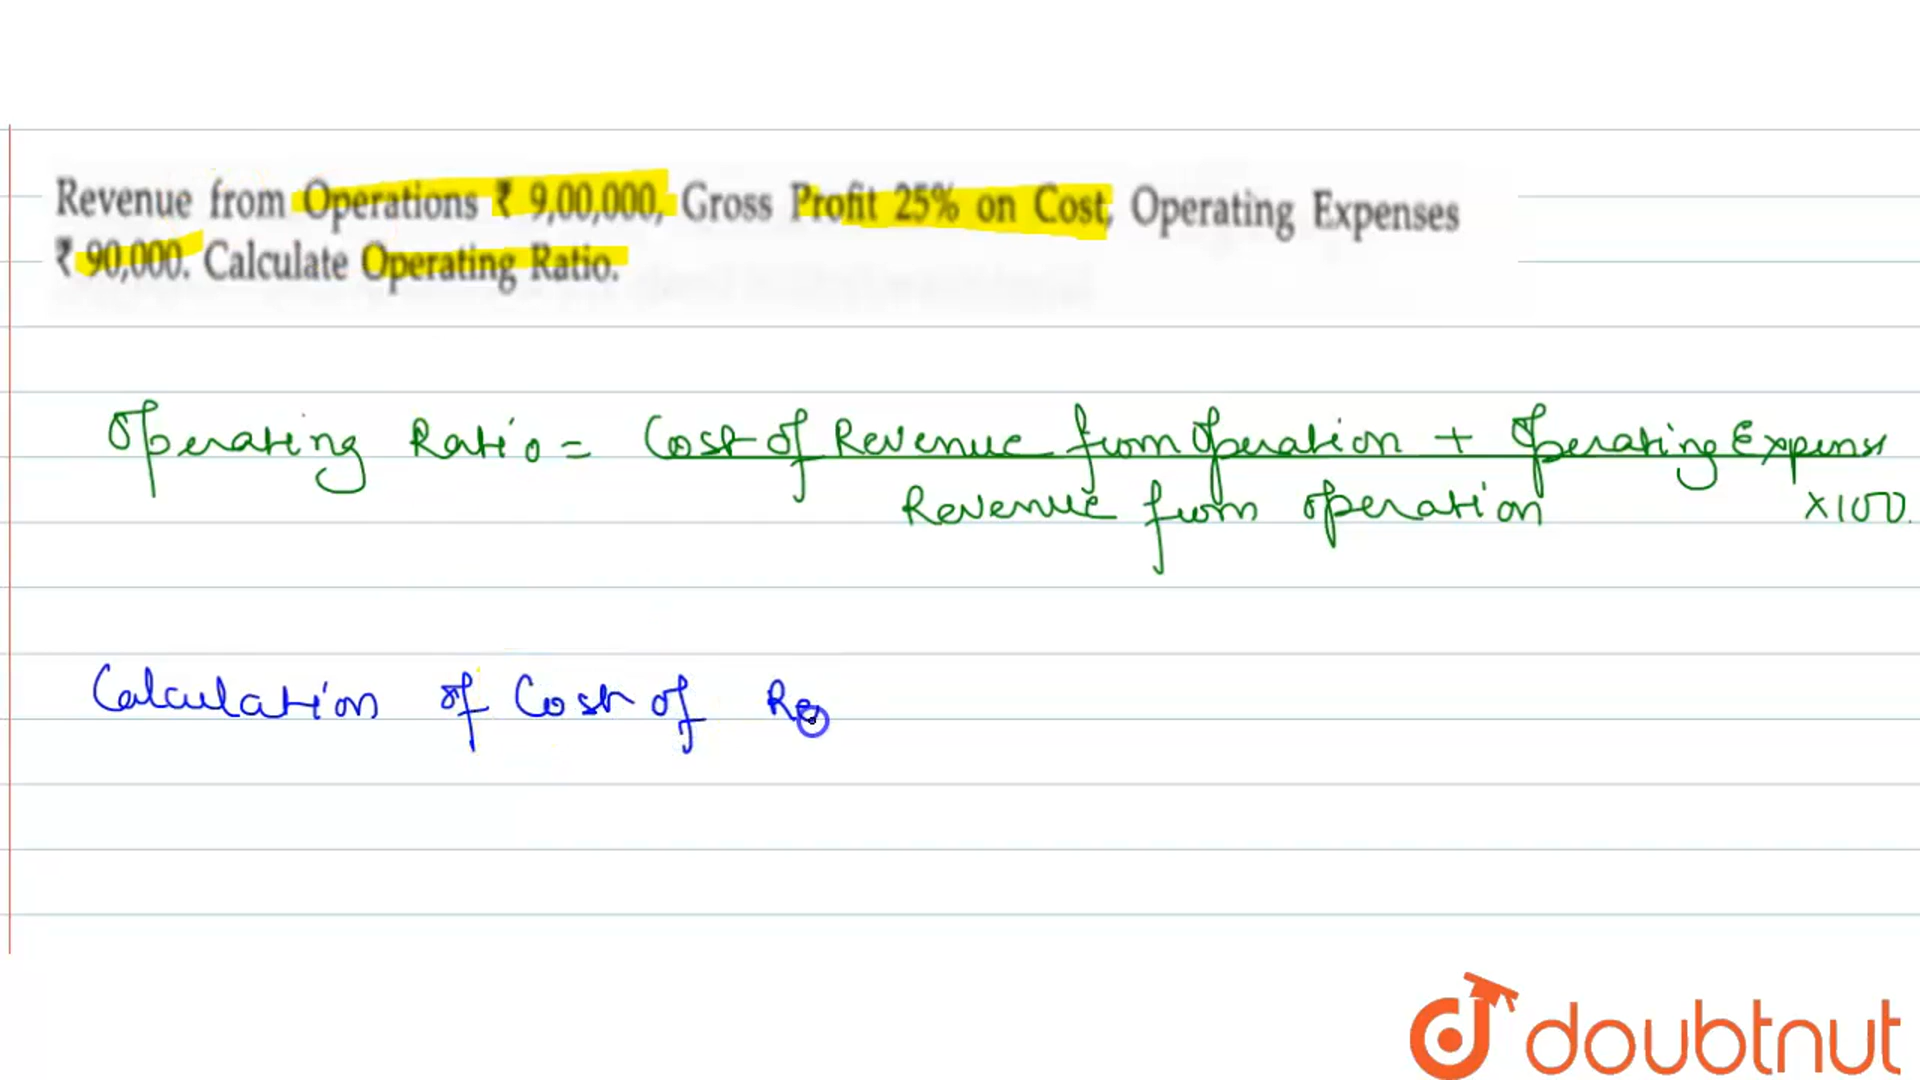 Revenue from Operations ₹ 9,00,000, Gross Profit 25% on Cost, Operating Expenses
₹ 90,000. Calculate Operating Ratio.
Operating Ratio = Cost of Revenue from Operation + Operating Expenses
Revenue from operation ×100.
Calculation of Cost of Re
doubtnut